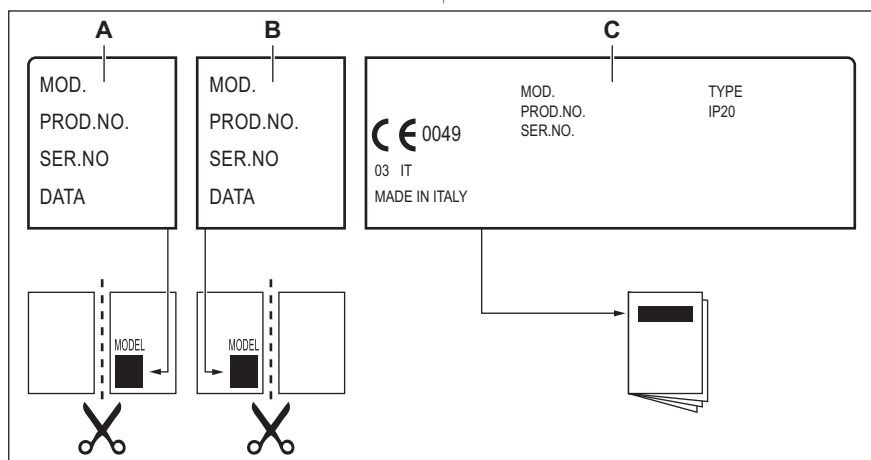 A
B
C
MOD.
PROD.NO.
SER.NO
DATA
MOD.
PROD.NO.
SER.NO
DATA
MOD.
PROD.NO.
SER.NO.
TYPE
IP20
CE 0049
03 IT
MADE IN ITALY
MODEL
MODEL